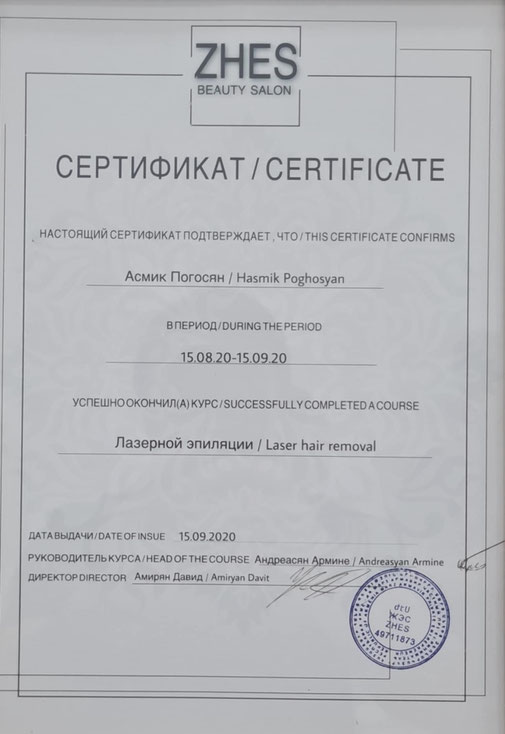 ZHES
BEAUTY SALON
СЕРТИФИКАТ / CERTIFICATE
НАСТОЯЩИЙ СЕРТИФИКАТ ПОДТВЕРЖДАЕТ , ЧТО / THIS CERTIFICATE CONFIRMS
Асмик Погосян / Hasmik Poghosyan
В ПЕРИОД / DURING THE PERIOD
15.08.20-15.09.20
УСПЕШНО ОКОНЧИЛ(А) КУРС / SUCCESSFULLY COMPLETED A COURSE
Лазерной эпиляции / Laser hair removal
ДАТА ВЫДАЧИ / DATE OF INSUE 15.09.2020
РУКОВОДИТЕЛЬ КУРСА / HEAD OF THE COURSE Андреасян Армине / Andreasyan Armine
ДИРЕКТОР DIRECTOR Амирян Давид / Amiryan Davit
ԺԷՍ
ЖЭС
ZHES
49711873